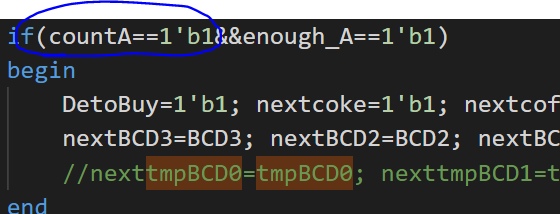 if(countA==1'b1&&enough_A==1'b1)
begin
DetoBuy=1'b1; nextcoke=1'b1; nextcof
nextBCD3=BCD3; nextBCD2=BCD2; nextBC
//nexttmpBCD0=tmpBCD0; nexttmpBCD1=t
end